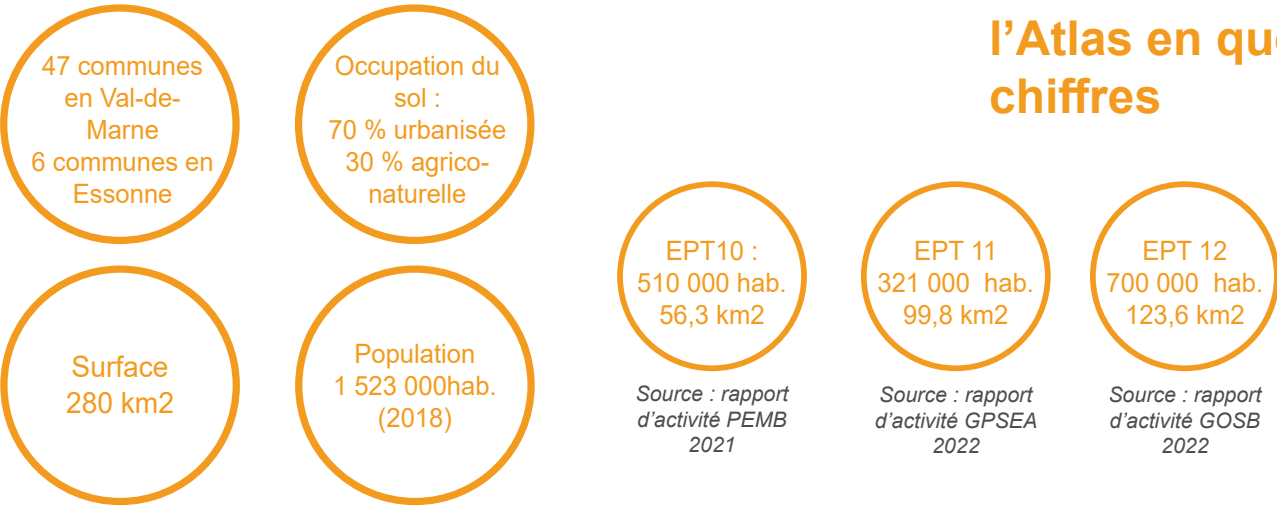 l’Atlas en qu
chiffres
47 communes
en Val-de-
Marne
6 communes en
Essonne
Occupation du
sol :
70 % urbanisée
30 % agrico-
naturelle
Surface
280 km2
Population
1 523 000hab.
(2018)
EPT10 :
510 000 hab.
56,3 km2
Source : rapport
d’activité PEMB
2021
EPT 11
321 000  hab.
99,8 km2
Source : rapport
d’activité GPSEA
2022
EPT 12
700 000  hab.
123,6 km2
Source : rapport
d’activité GOSB
2022